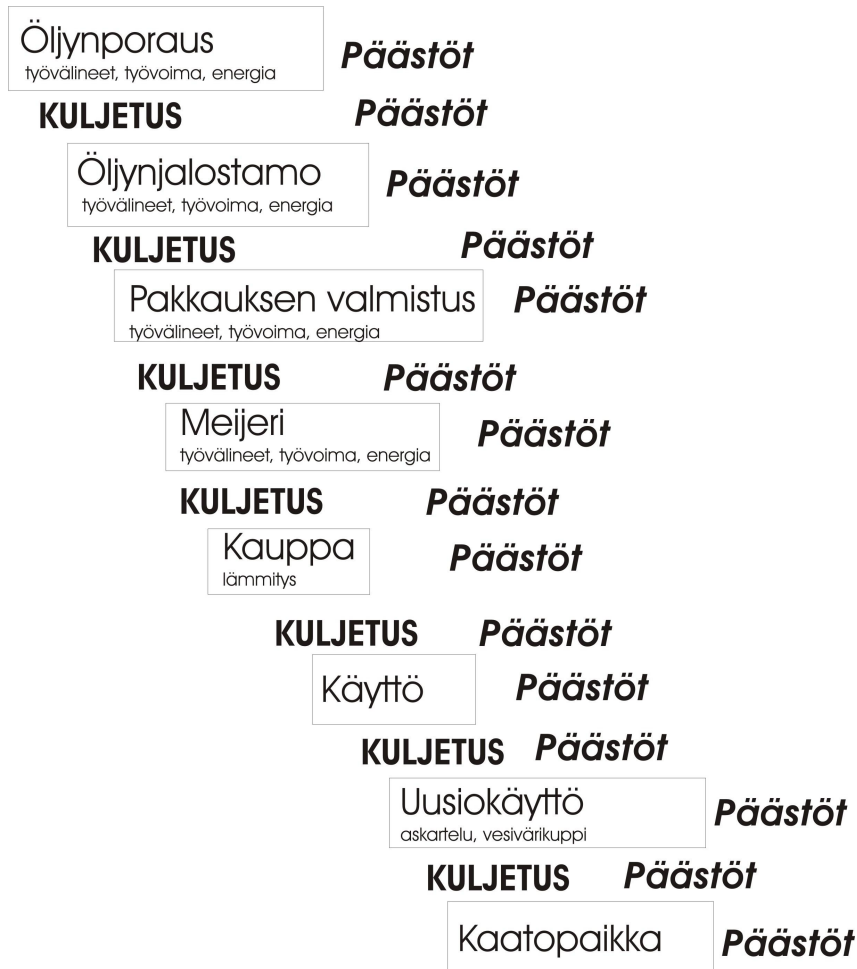 Öljynporaus
työvälineet, työvoima, energia
Päästöt
KULJETUS Päästöt
Öljynjalostamo
työvälineet, työvoima, energia
Päästöt
KULJETUS Päästöt
Pakkauksen valmistus
työvälineet, työvoima, energia
Päästöt
KULJETUS Päästöt
Meijeri
työvälineet, työvoima, energia
Päästöt
KULJETUS Päästöt
Kauppa
lämmitys
Päästöt
KULJETUS Päästöt
Käyttö Päästöt
KULJETUS Päästöt
Uusiokäyttö
askartelu, vesivärikuppi
Päästöt
KULJETUS Päästöt
Kaatopaikka Päästöt